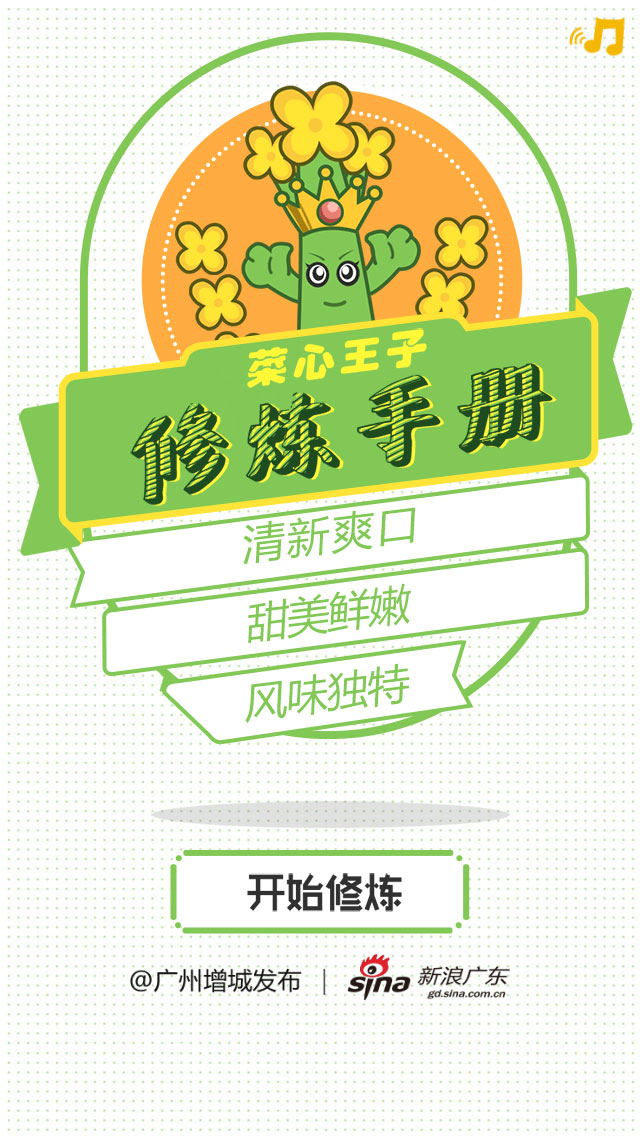 菜心王子
修炼手册
清新爽口
甜美鲜嫩
风味独特
开始修炼
@广州增城发布 | sina 新浪广东
gd.sina.com.cn